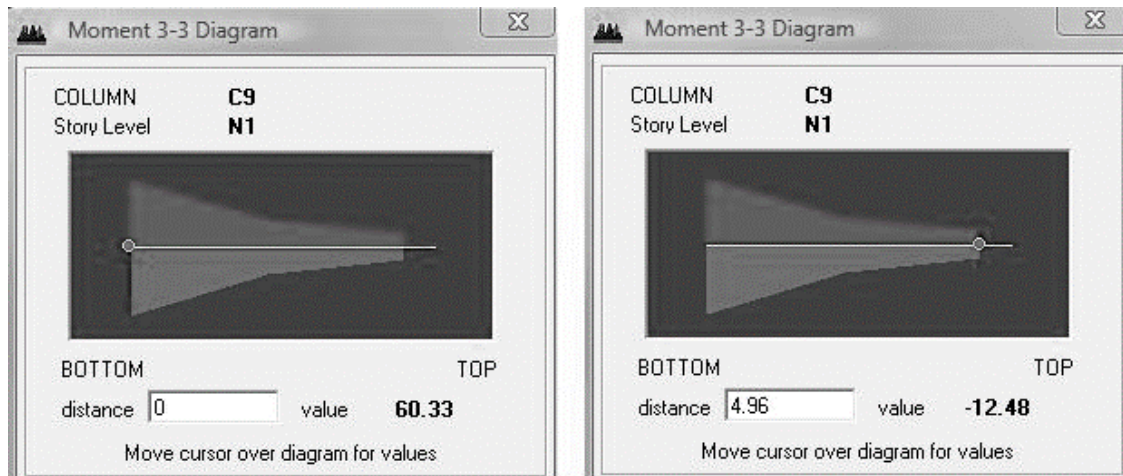 Moment 3-3 Diagram
COLUMN C9
Story Level N1
BOTTOM TOP
distance 0 value 60.33
Move cursor over diagram for values
Moment 3-3 Diagram
COLUMN C9
Story Level N1
BOTTOM TOP
distance 4.96 value -12.48
Move cursor over diagram for values